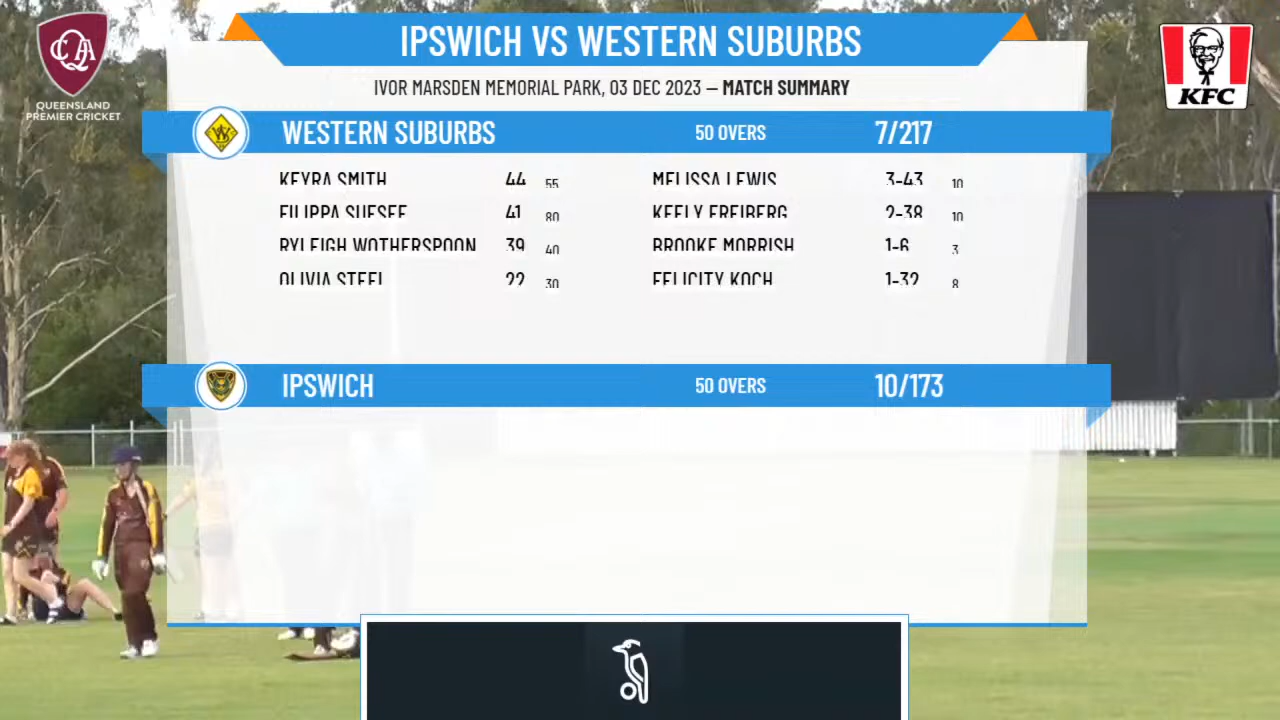 IPSWICH VS WESTERN SUBURBS
IVOR MARSDEN MEMORIAL PARK, 03 DEC 2023 – MATCH SUMMARY
QUEENSLAND
PREMIER CRICKET
KFC
WESTERN SUBURBS 50 OVERS 7/217
KEYRA SMITH 44 55 MELISSA LEWIS 3-43 10
FILIPPA SUESEE 41 80 KEELY FREIBERG 2-38 10
RYLEIGH WOTHERSPOON 39 40 BROOKE MORRISH 1-6 3
OLIVIA STEEL 22 30 FELICITY KOCH 1-32 8
IPSWICH 50 OVERS 10/173